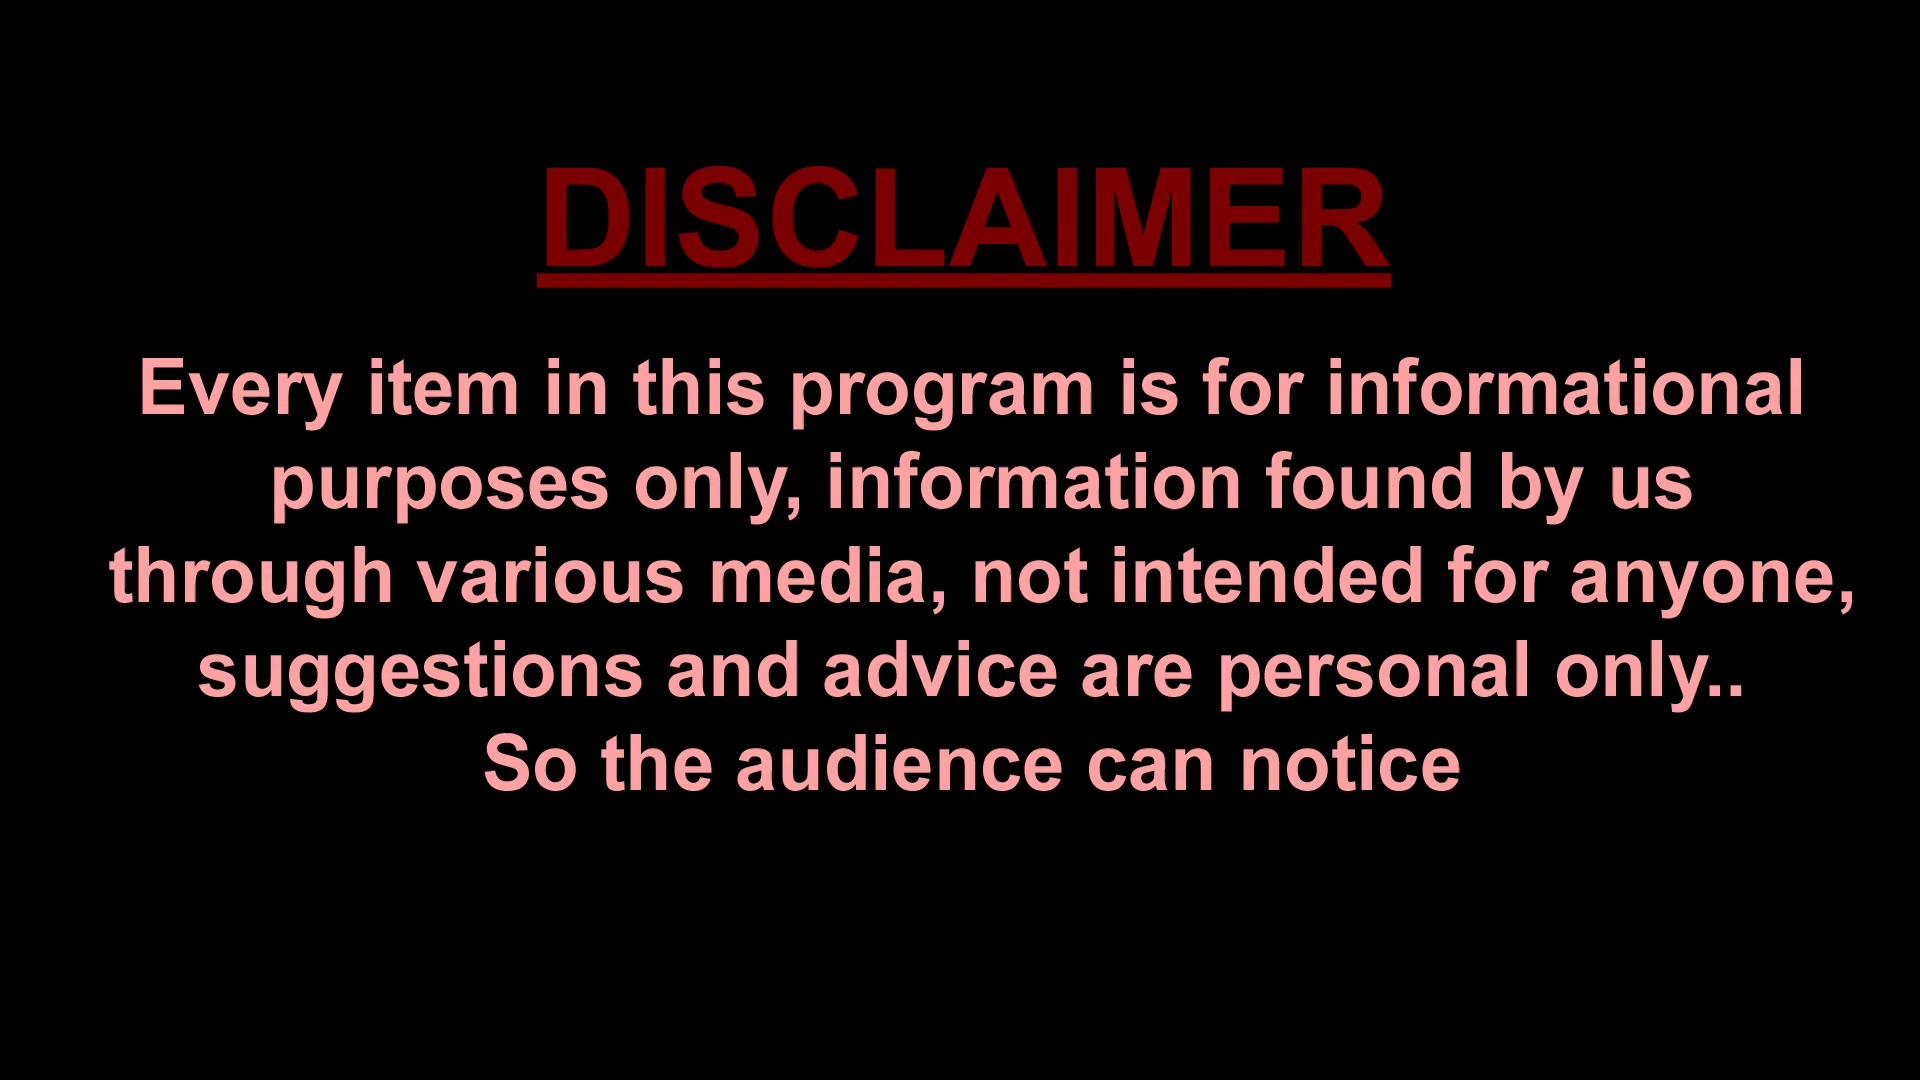 DISCLAIMER
Every item in this program is for informational
purposes only, information found by us
through various media, not intended for anyone,
suggestions and advice are personal only..
So the audience can notice